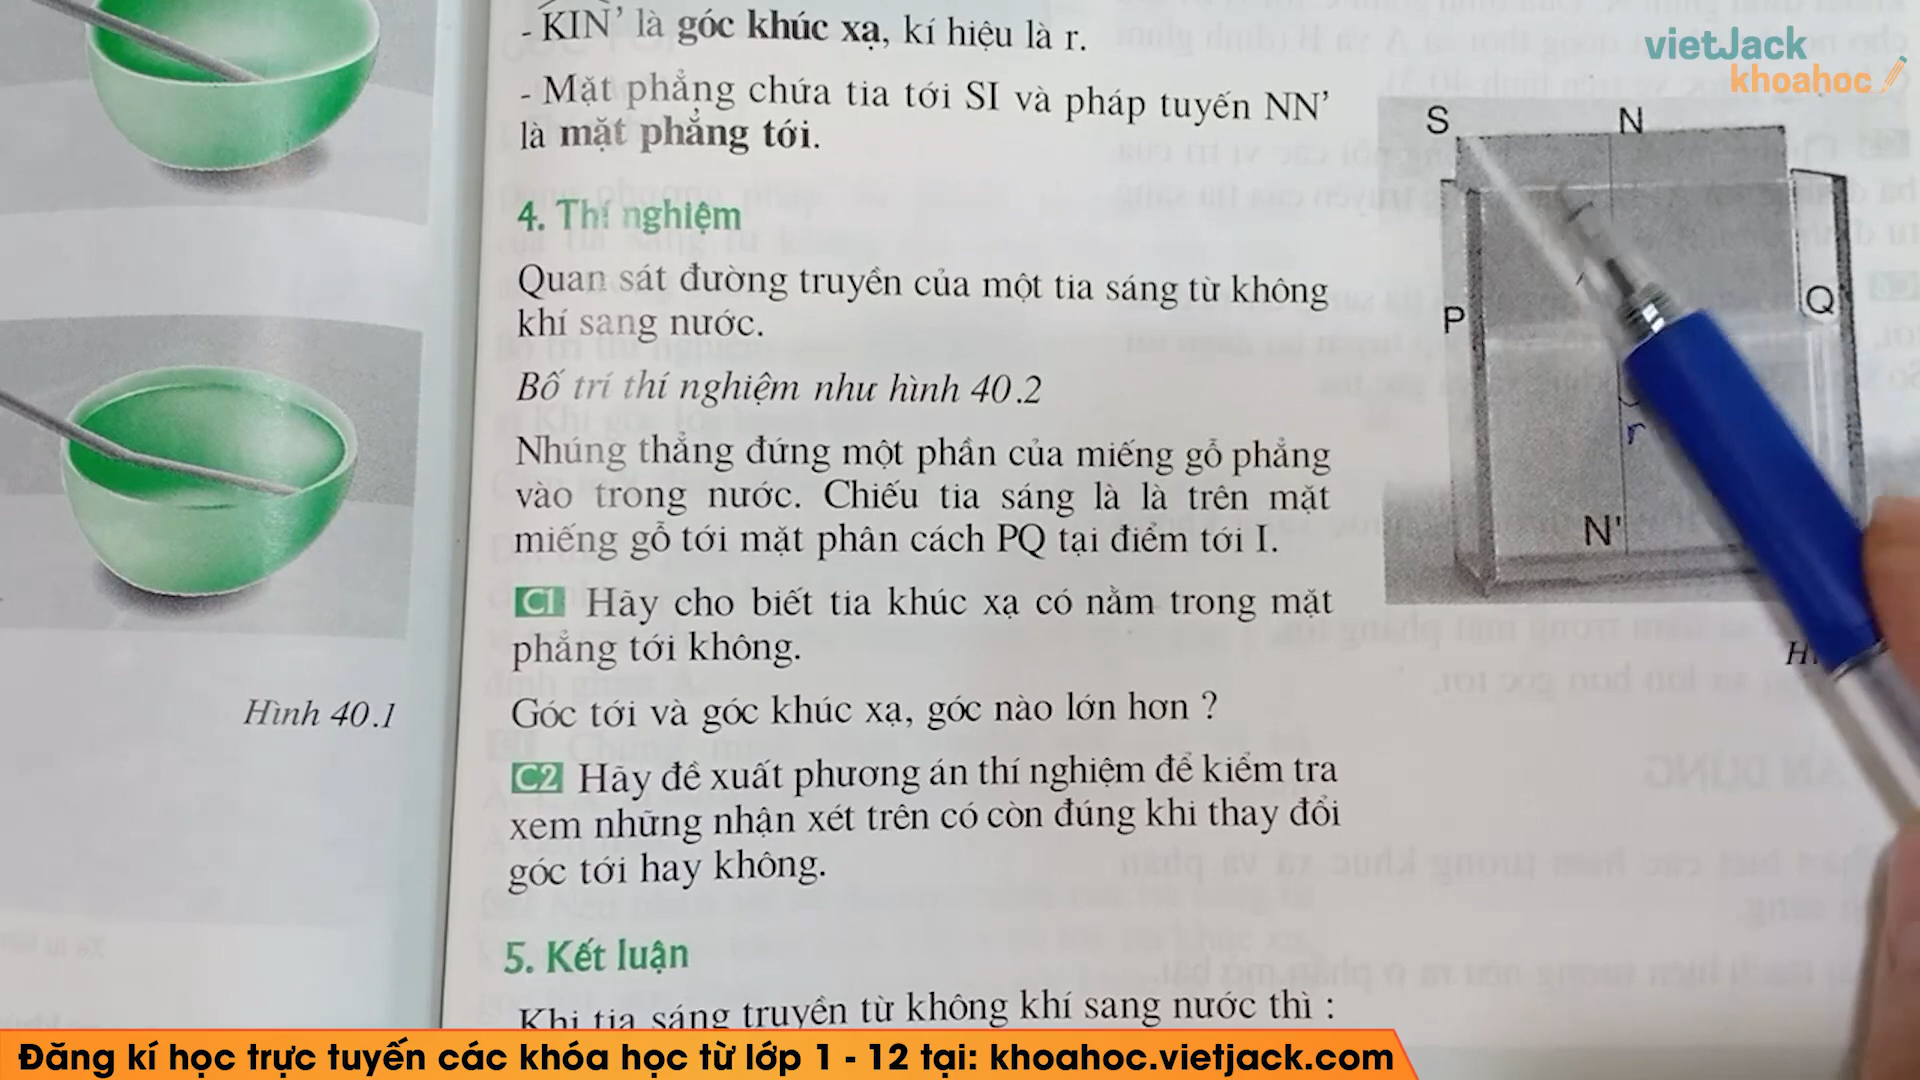 - KIN’ là góc khúc xạ, kí hiệu là r.
- Mặt phẳng chứa tia tới SI và pháp tuyến NN’
là mặt phẳng tới.
4. Thí nghiệm
Quan sát đường truyền của một tia sáng từ không
khí sang nước.
Bố trí thí nghiệm như hình 40.2
Nhúng thẳng đứng một phần của miếng gỗ phẳng
vào trong nước. Chiếu tia sáng là là trên mặt
miếng gỗ tới mặt phân cách PQ tại điểm tới I.
C1 Hãy cho biết tia khúc xạ có nằm trong mặt
phẳng tới không.
Góc tới và góc khúc xạ, góc nào lớn hơn ?
C2 Hãy đề xuất phương án thí nghiệm để kiểm tra
xem những nhận xét trên có còn đúng khi thay đổi
góc tới hay không.
5. Kết luận
Khi tia sáng truyền từ không khí sang nước thì :
Hình 40.1
vietJack
khoahoc
S
N
P
Q
r
N'
Đăng kí học trực tuyến các khóa học từ lớp 1 - 12 tại: khoahoc.vietjack.com